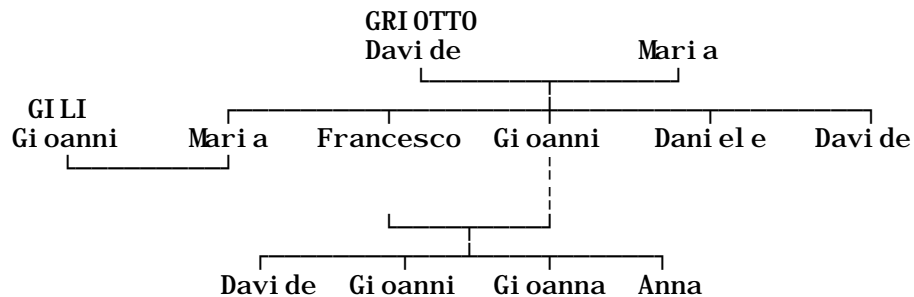 GRIOTTO
Davide Maria
GILI
Gioanni Maria Francesco Gioanni Daniele Davide
Davide Gioanni Gioanna Anna